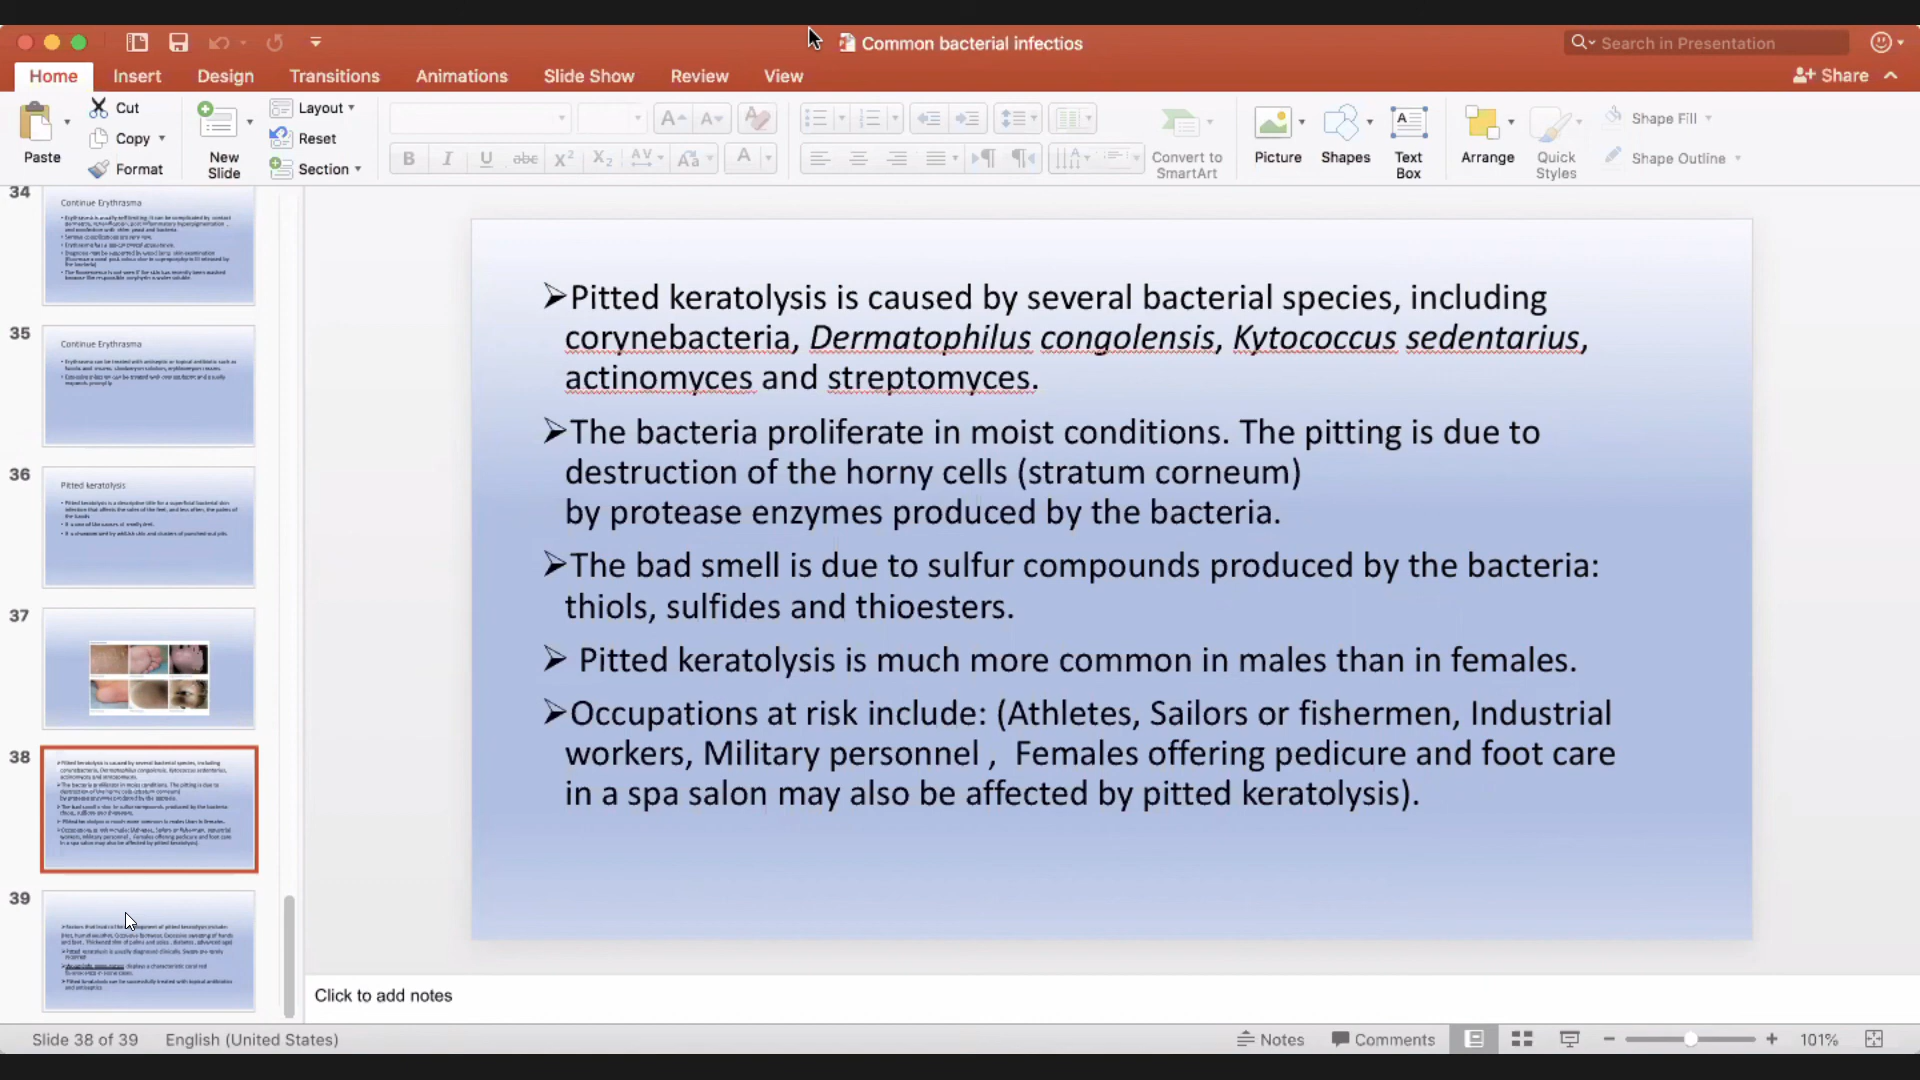 Common bacterial infectios
Search in Presentation
Home
Insert
Design
Transitions
Animations
Slide Show
Review
View
Share
Paste
Cut
Copy
Format
New
Slide
Layout
Reset
Section
B I U abc X² X₂ AV Aa A
Convert to
SmartArt
Picture
Shapes
Text
Box
Arrange
Quick
Styles
Shape Fill
Shape Outline
34
Continue Erythrasma
35
Continue Erythrasma
36
Pitted keratolysis
37
38
39
➢Pitted keratolysis is caused by several bacterial species, including
corynebacteria, Dermatophilus congolensis, Kytococcus sedentarius,
actinomyces and streptomyces.
➢The bacteria proliferate in moist conditions. The pitting is due to
destruction of the horny cells (stratum corneum)
by protease enzymes produced by the bacteria.
➢The bad smell is due to sulfur compounds produced by the bacteria:
thiols, sulfides and thioesters.
➢ Pitted keratolysis is much more common in males than in females.
➢Occupations at risk include: (Athletes, Sailors or fishermen, Industrial
workers, Military personnel ,  Females offering pedicure and foot care
in a spa salon may also be affected by pitted keratolysis).
Click to add notes
Slide 38 of 39
English (United States)
Notes
Comments
101%